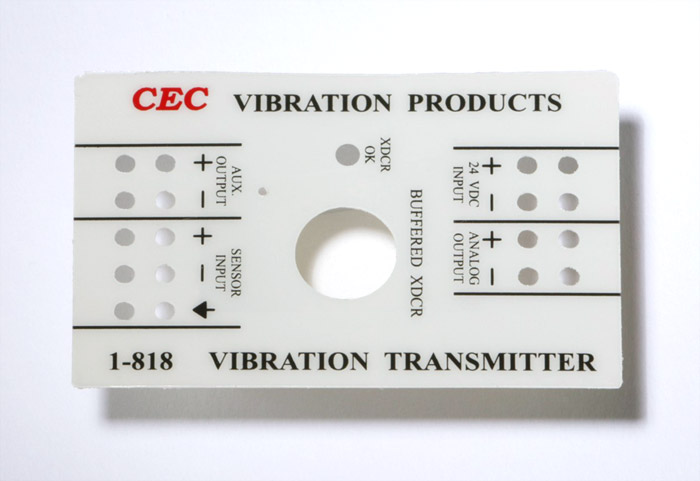 CEC VIBRATION PRODUCTS
+
−
AUX.
OUTPUT
+
−
SENSOR
INPUT
XDCR
OK
BUFFERED XDCR
+
−
24 VDC
INPUT
+
−
ANALOG
OUTPUT
1-818 VIBRATION TRANSMITTER